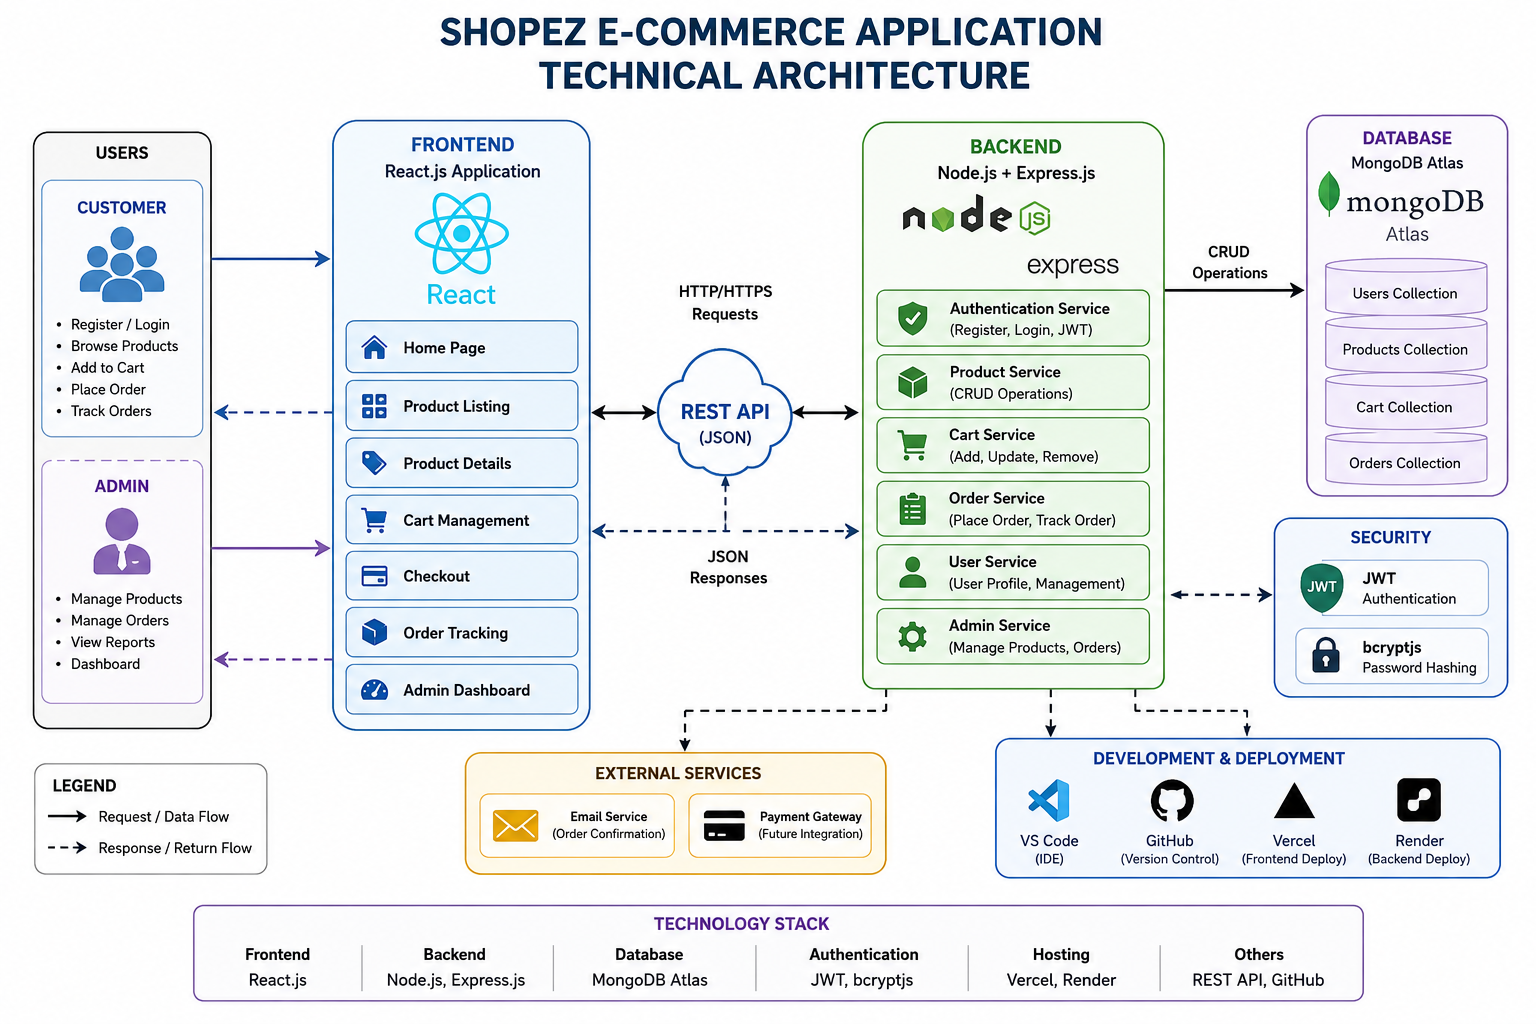 SHOPEZ E-COMMERCE APPLICATION
TECHNICAL ARCHITECTURE
USERS
CUSTOMER
• Register / Login
• Browse Products
• Add to Cart
• Place Order
• Track Orders
ADMIN
• Manage Products
• Manage Orders
• View Reports
• Dashboard
FRONTEND
React.js Application
React
Home Page
Product Listing
Product Details
Cart Management
Checkout
Order Tracking
Admin Dashboard
HTTP/HTTPS
Requests
REST API
(JSON)
JSON
Responses
BACKEND
Node.js + Express.js
node
JS
express
Authentication Service
(Register, Login, JWT)
Product Service
(CRUD Operations)
Cart Service
(Add, Update, Remove)
Order Service
(Place Order, Track Order)
User Service
(User Profile, Management)
Admin Service
(Manage Products, Orders)
CRUD
Operations
DATABASE
MongoDB Atlas
mongoDB
Atlas
Users Collection
Products Collection
Cart Collection
Orders Collection
SECURITY
JWT
JWT
Authentication
bcryptjs
Password Hashing
LEGEND
Request / Data Flow
Response / Return Flow
EXTERNAL SERVICES
Email Service
(Order Confirmation)
Payment Gateway
(Future Integration)
DEVELOPMENT & DEPLOYMENT
VS Code
(IDE)
GitHub
(Version Control)
Vercel
(Frontend Deploy)
Render
(Backend Deploy)
TECHNOLOGY STACK
Frontend
React.js
Backend
Node.js, Express.js
Database
MongoDB Atlas
Authentication
JWT, bcryptjs
Hosting
Vercel, Render
Others
REST API, GitHub